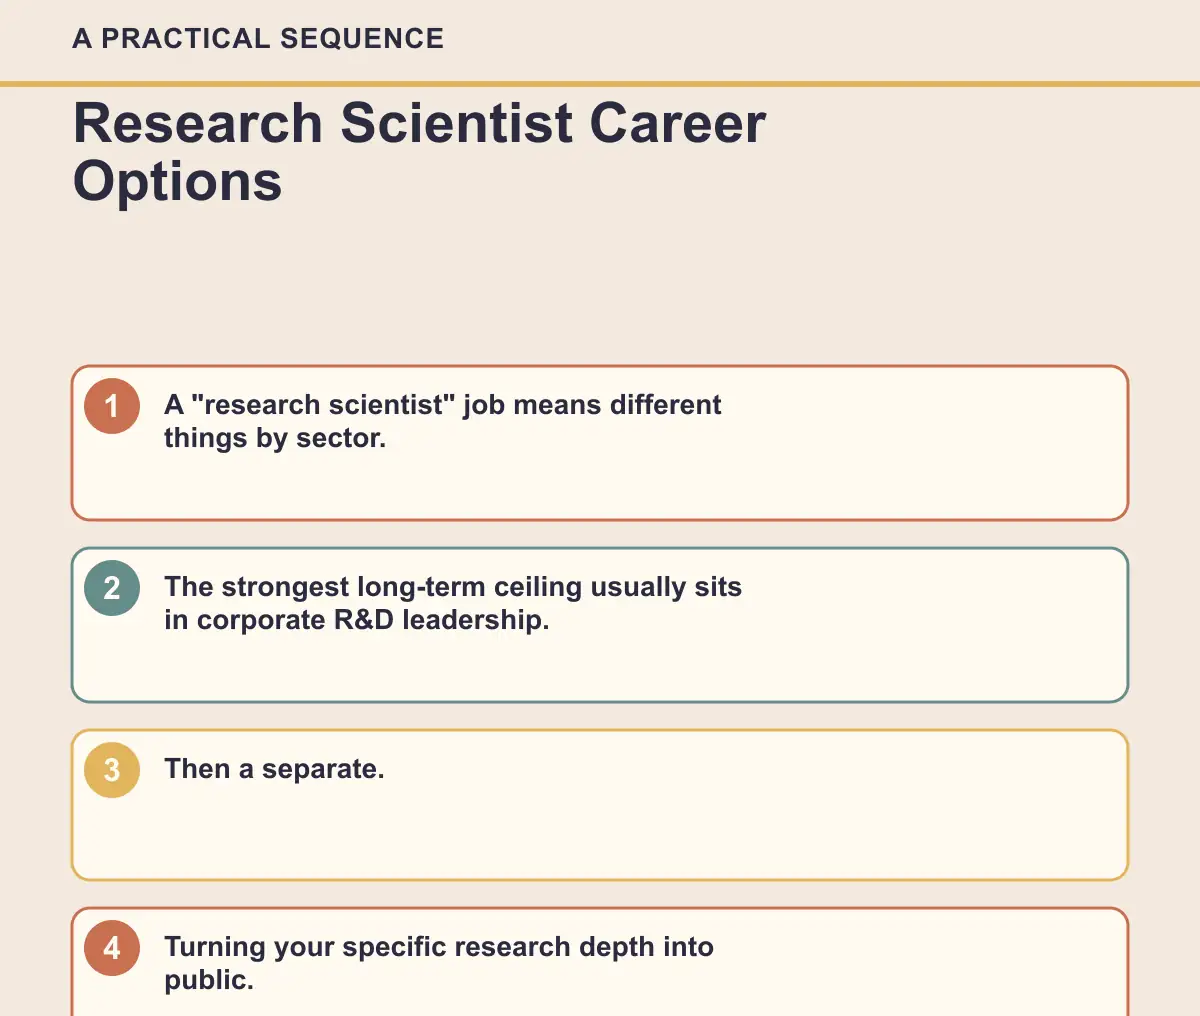 A PRACTICAL SEQUENCE
Research Scientist Career
Options
1
A "research scientist" job means different
things by sector.
2
The strongest long-term ceiling usually sits
in corporate R&D leadership.
3
Then a separate.
4
Turning your specific research depth into
public.